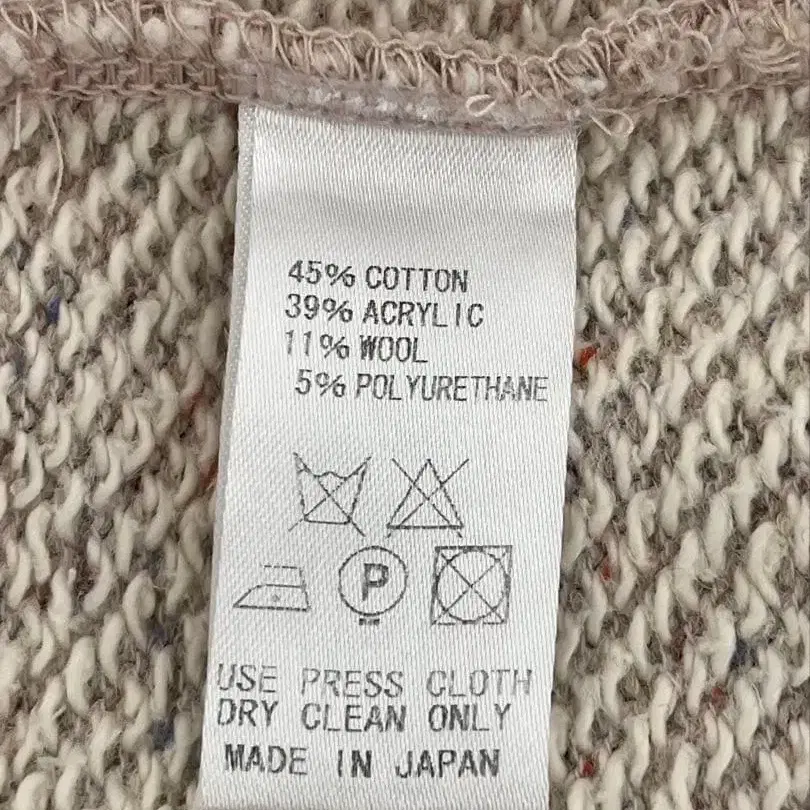 45% COTTON
39% ACRYLIC
11% WOOL
5% POLYURETHANE
P
USE PRESS CLOTH
DRY CLEAN ONLY
MADE IN JAPAN